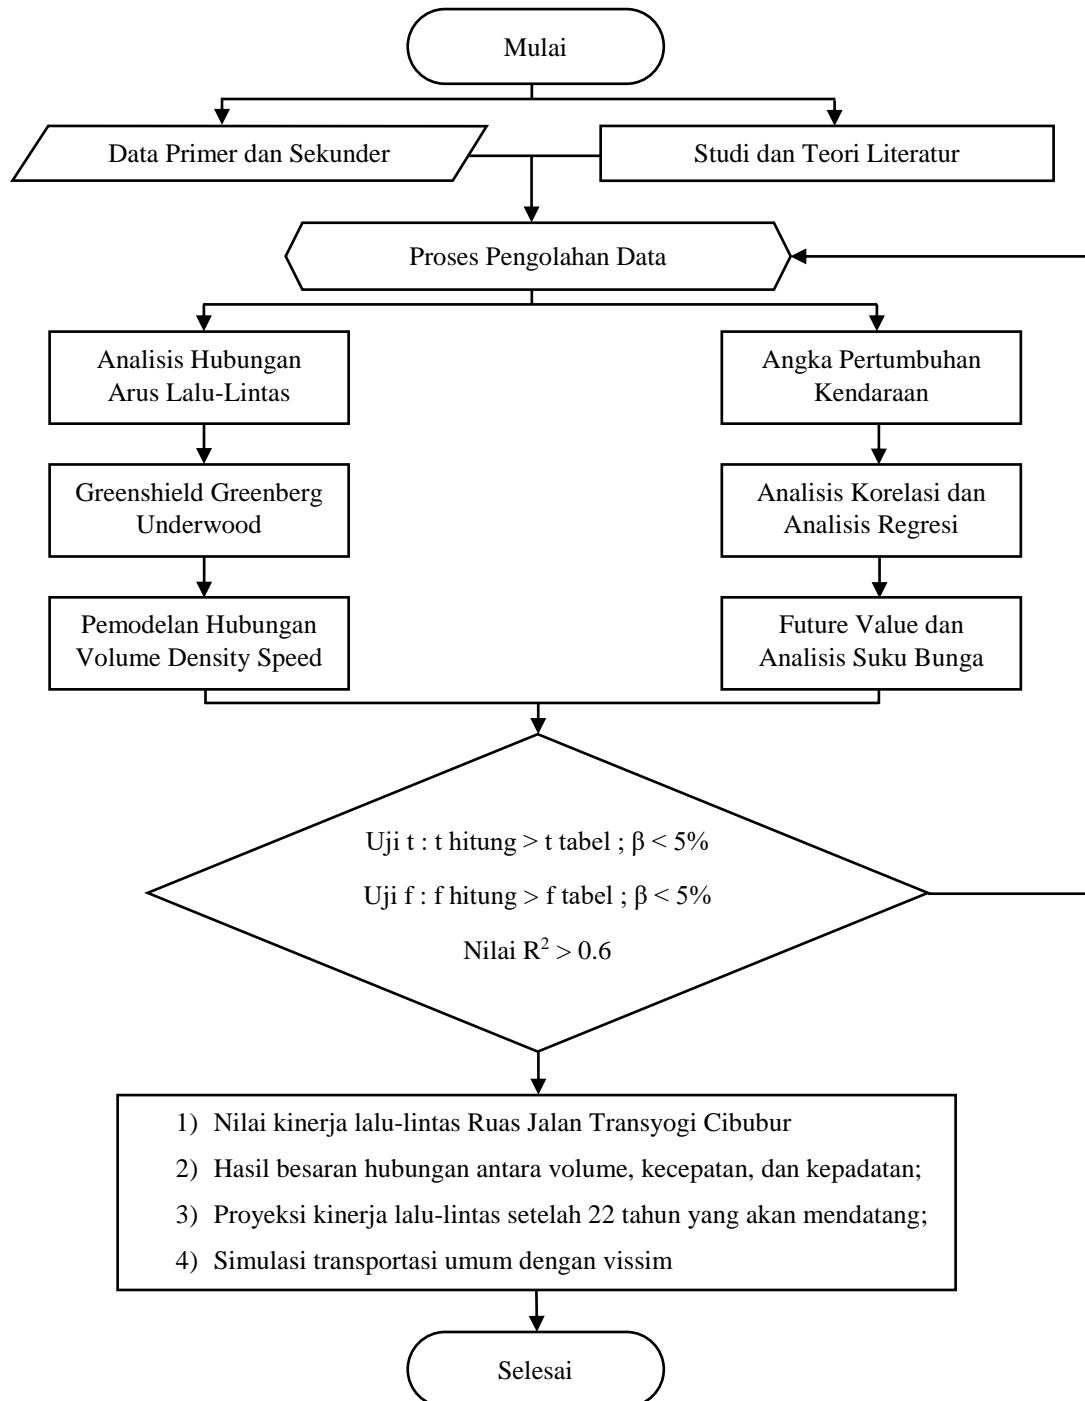 Mulai
Data Primer dan Sekunder
Studi dan Teori Literatur
Proses Pengolahan Data
Analisis Hubungan
Arus Lalu-Lintas
Angka Pertumbuhan
Kendaraan
Greenshield Greenberg
Underwood
Analisis Korelasi dan
Analisis Regresi
Pemodelan Hubungan
Volume Density Speed
Future Value dan
Analisis Suku Bunga
Uji t : t hitung > t tabel ; β < 5%
Uji f : f hitung > f tabel ; β < 5%
Nilai R² > 0.6
1) Nilai kinerja lalu-lintas Ruas Jalan Transyogi Cibubur
2) Hasil besaran hubungan antara volume, kecepatan, dan kepadatan;
3) Proyeksi kinerja lalu-lintas setelah 22 tahun yang akan mendatang;
4) Simulasi transportasi umum dengan vissim
Selesai